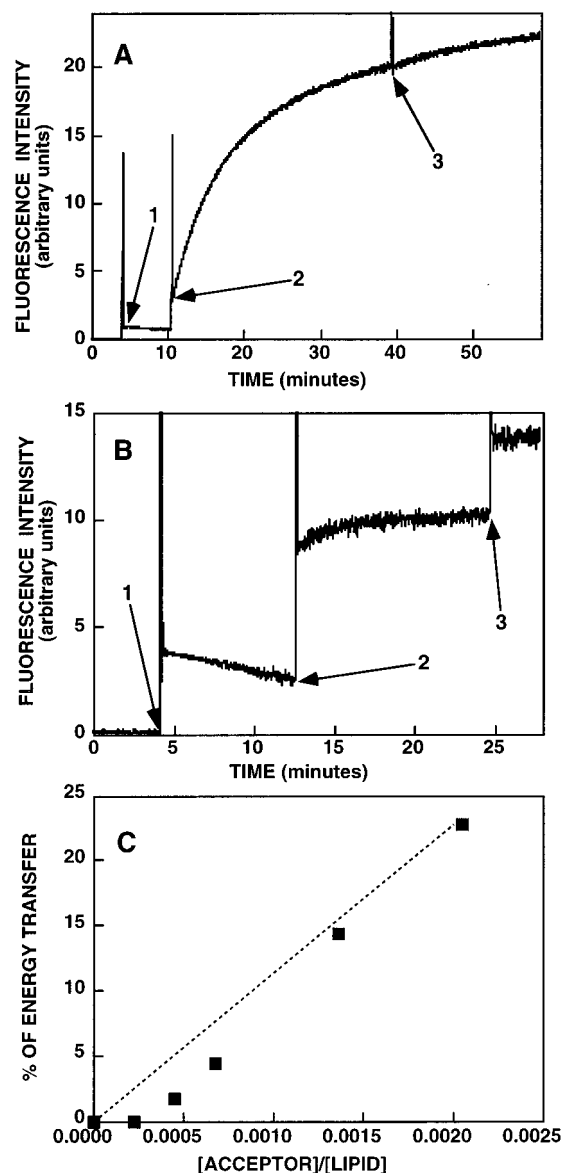 A
FLUORESCENCE INTENSITY
(arbitrary units)
20
15
10
5
0
1
2
3
0 10 20 30 40 50
TIME (minutes)
B
FLUORESCENCE INTENSITY
(arbitrary units)
15
10
5
0
1
2
3
0 5 10 15 20 25
TIME (minutes)
C
% OF ENERGY TRANSFER
25
20
15
10
5
0
0.0000 0.0005 0.0010 0.0015 0.0020 0.0025
[ACCEPTOR]/[LIPID]